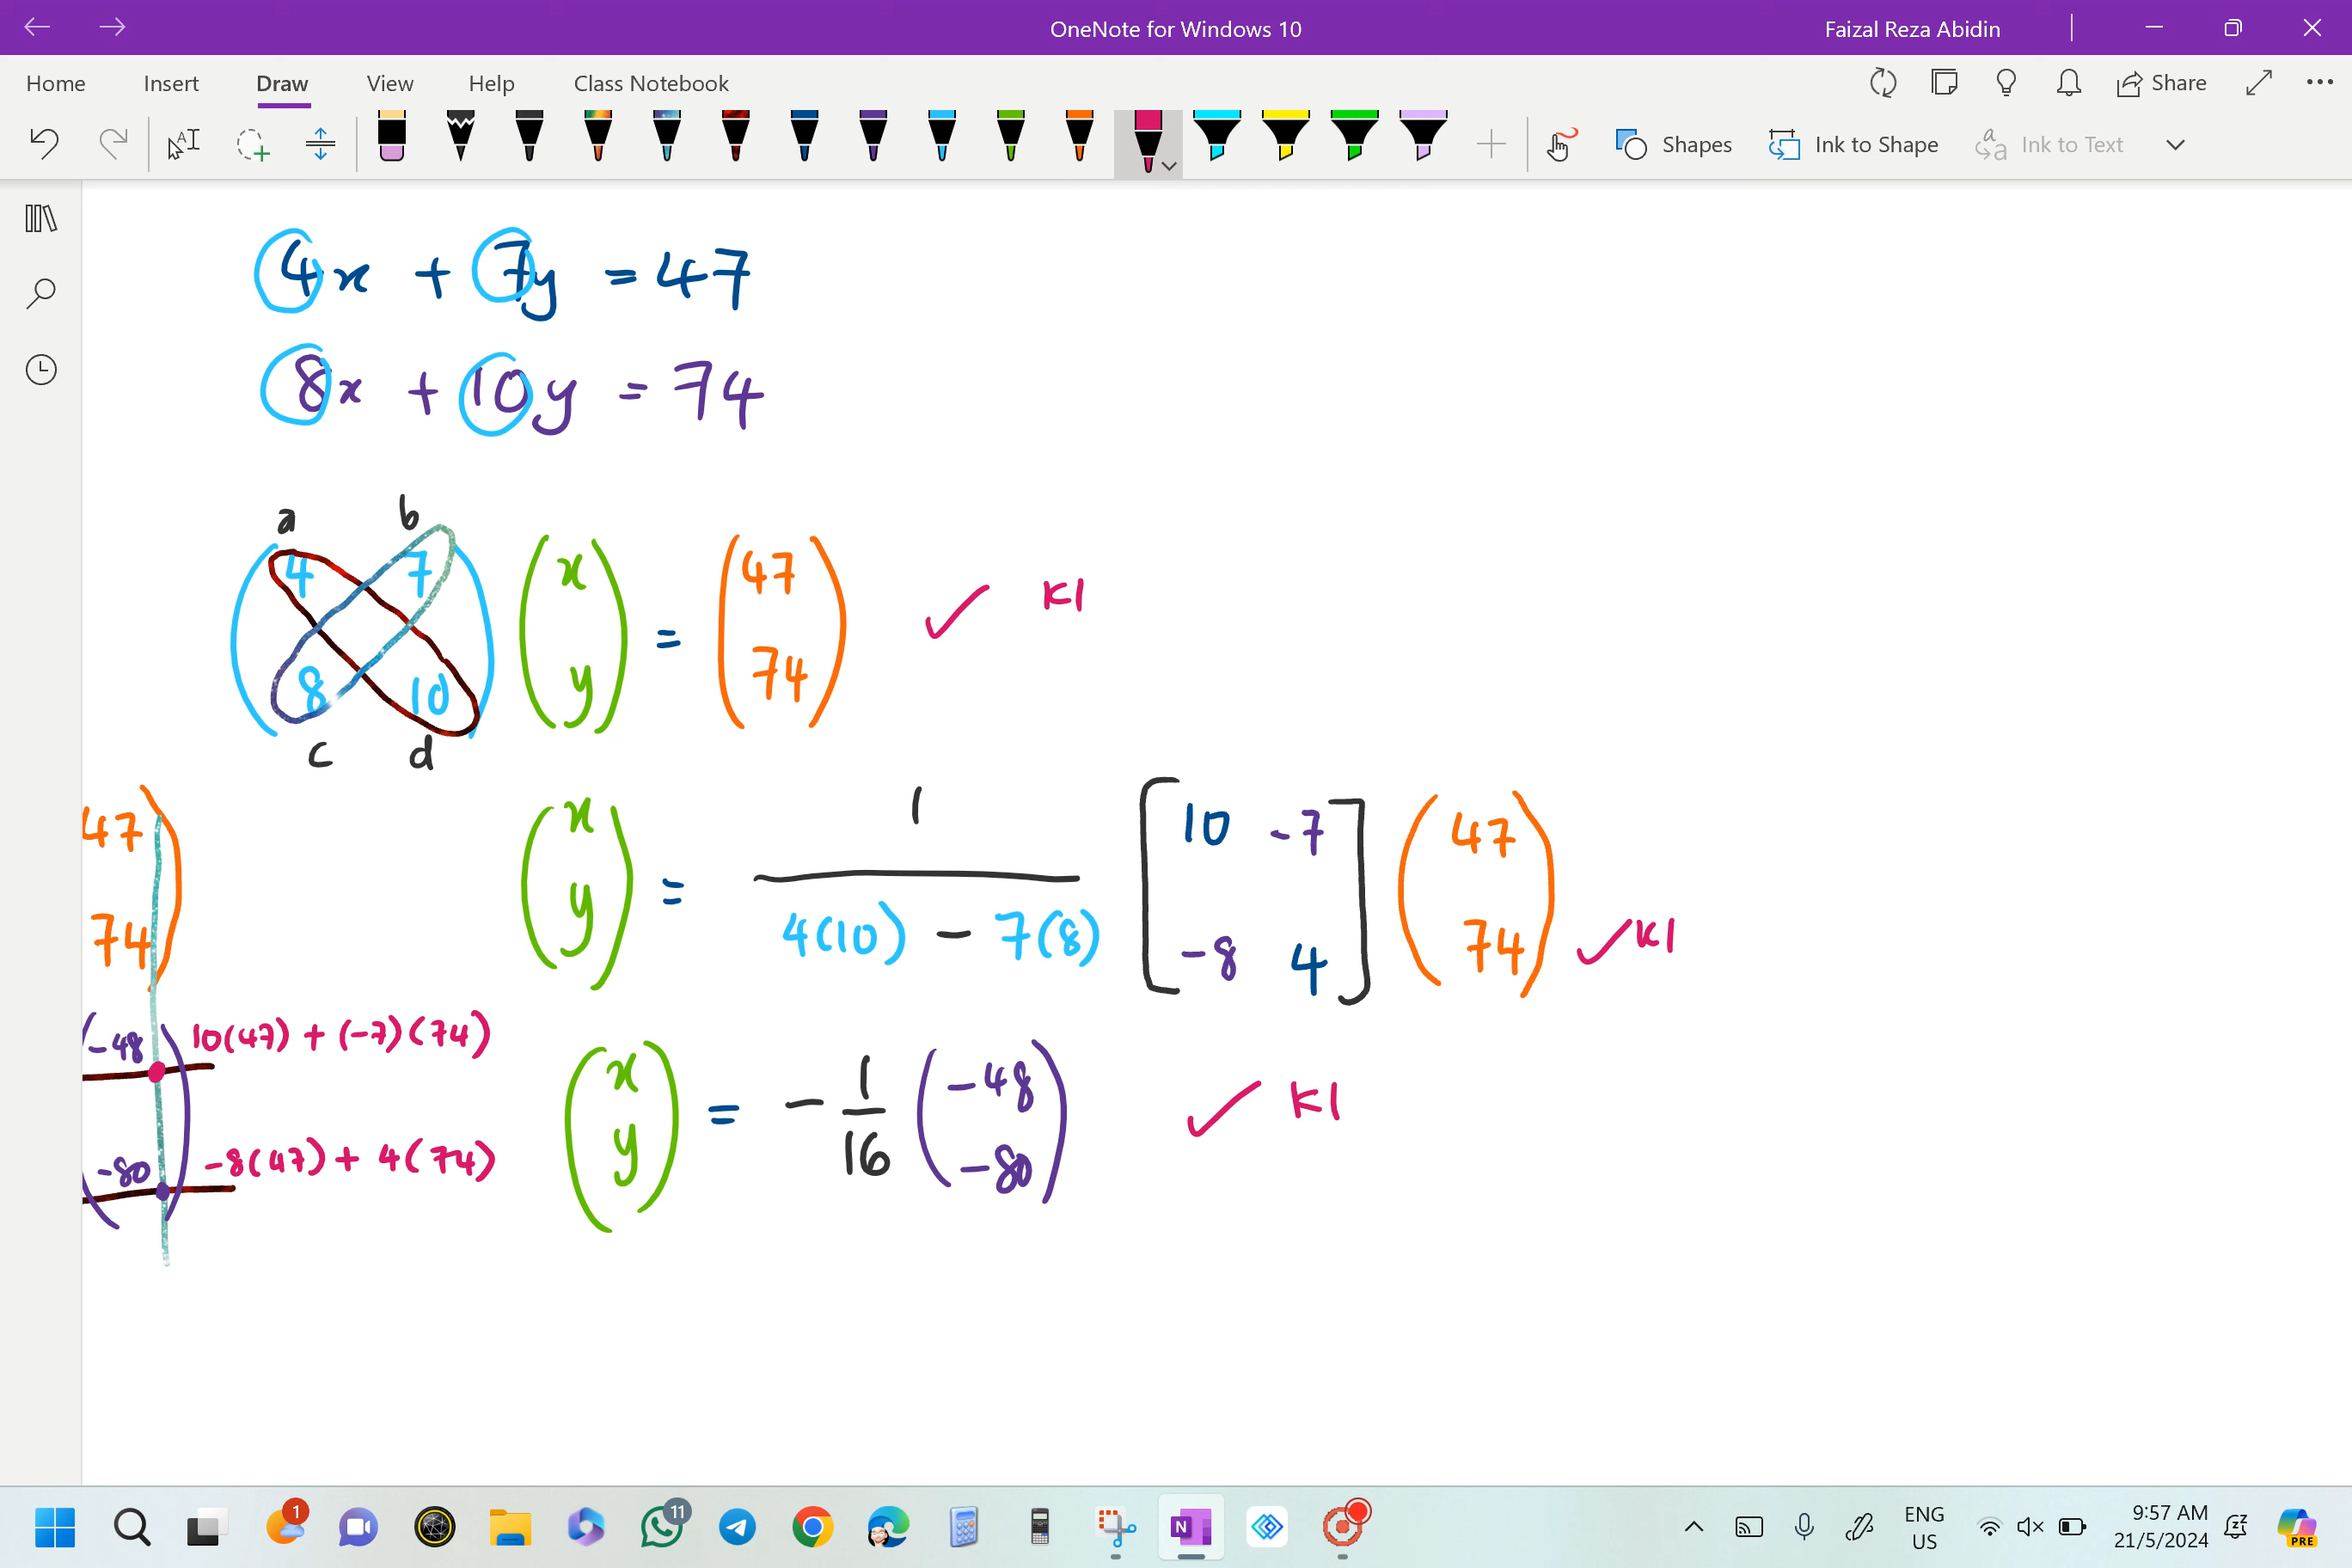 OneNote for Windows 10
Faizal Reza Abidin
Home Insert Draw View Help Class Notebook
Share
Shapes Ink to Shape Ink to Text
4x + 7y = 47
8x + 10y = 74
a b
(4 7) (x) = (47) ✓ K1
(8 10) (y) (74)
c d
47
74
(x) = 1 [10 -7] (47)
(y) 4(10) - 7(8) [-8 4] (74) ✓ K1
(-48) 10(47) + (-7)(74)
(-80) -8(47) + 4(74)
(x) = - 1 (-48) ✓ K1
(y) 16 (-80)
1
11
N
PRE
ENG
US
9:57 AM
21/5/2024